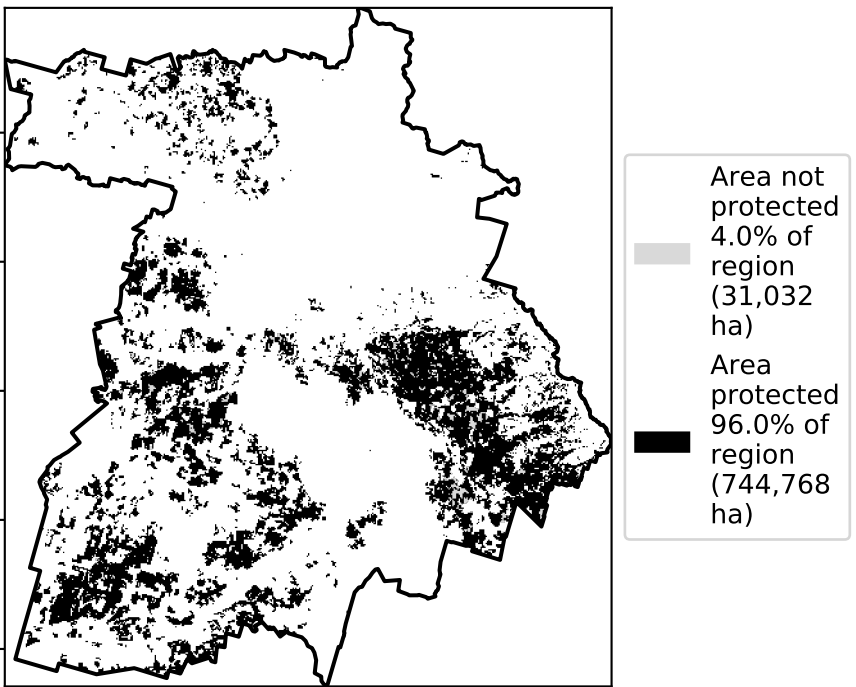 Area not
protected
4.0% of
region
(31,032
ha)
Area
protected
96.0% of
region
(744,768
ha)